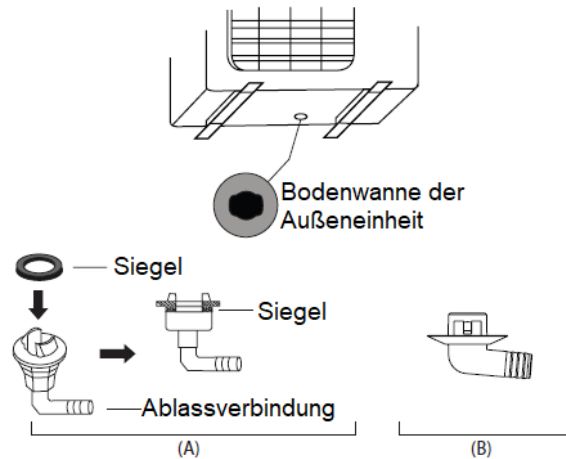 Bodenwanne der
Außeneinheit
Siegel
Siegel
Ablassverbindung
(A)
(B)